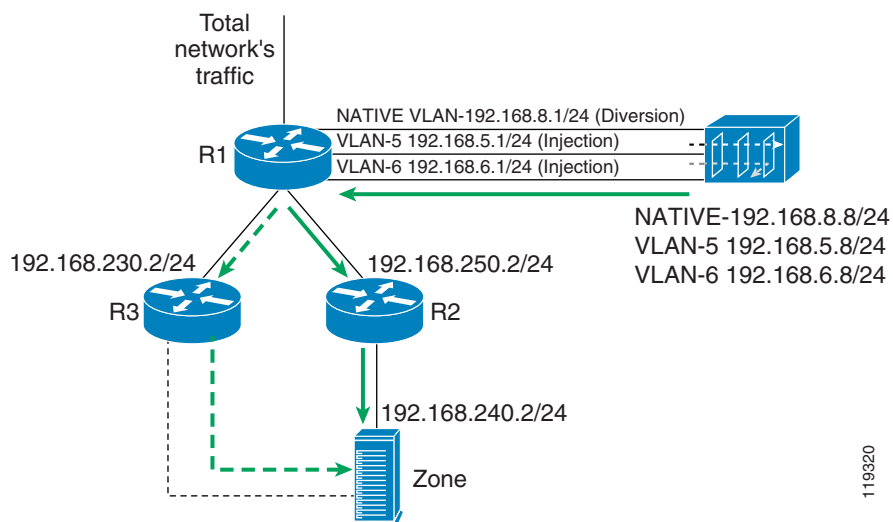 Total
network's
traffic
NATIVE VLAN-192.168.8.1/24 (Diversion)
VLAN-5 192.168.5.1/24 (Injection)
VLAN-6 192.168.6.1/24 (Injection)
R1
NATIVE-192.168.8.8/24
VLAN-5 192.168.5.8/24
VLAN-6 192.168.6.8/24
192.168.230.2/24
192.168.250.2/24
R3
R2
192.168.240.2/24
Zone
119320